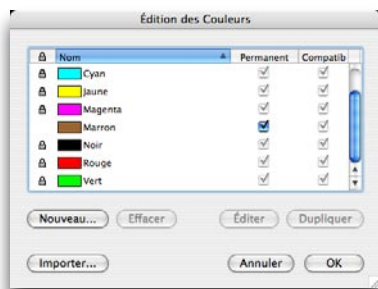 Édition des Couleurs
Nom Permanent Compatib
Cyan
Jaune
Magenta
Marron
Noir
Rouge
Vert
Nouveau... Effacer Éditer Dupliquer
Importer... Annuler OK